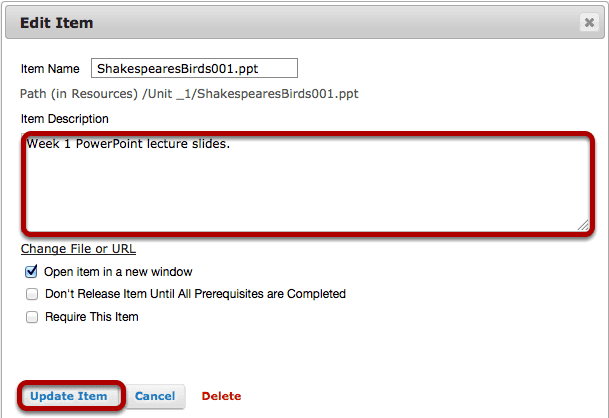 Edit Item
Item Name ShakespearesBirds001.ppt
Path (in Resources) /Unit _1/ShakespearesBirds001.ppt
Item Description
Week 1 PowerPoint lecture slides.
Change File or URL
Open item in a new window
Don't Release Item Until All Prerequisites are Completed
Require This Item
Update Item Cancel Delete